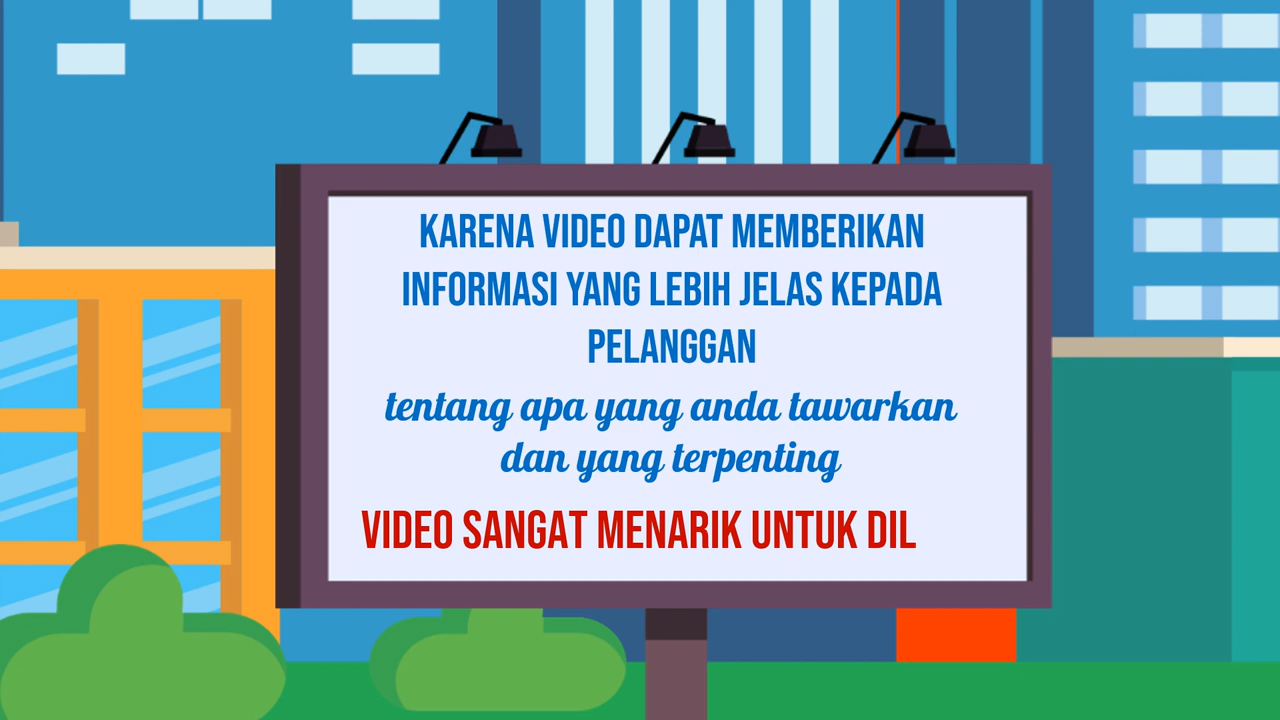 KARENA VIDEO DAPAT MEMBERIKAN
INFORMASI YANG LEBIH JELAS KEPADA
PELANGGAN
tentang apa yang anda tawarkan
dan yang terpenting
VIDEO SANGAT MENARIK UNTUK DIL